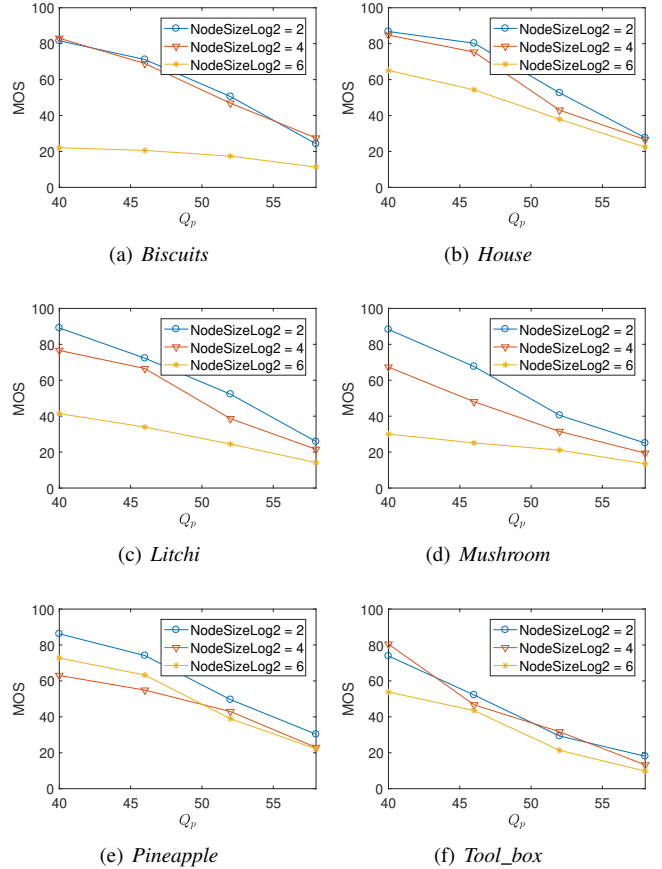 100
80
60
40
20
0
MOS
40 45 50 55
Q_p
NodeSizeLog2 = 2
NodeSizeLog2 = 4
NodeSizeLog2 = 6
(a) Biscuits
100
80
60
40
20
0
MOS
40 45 50 55
Q_p
NodeSizeLog2 = 2
NodeSizeLog2 = 4
NodeSizeLog2 = 6
(b) House
100
80
60
40
20
0
MOS
40 45 50 55
Q_p
NodeSizeLog2 = 2
NodeSizeLog2 = 4
NodeSizeLog2 = 6
(c) Litchi
100
80
60
40
20
0
MOS
40 45 50 55
Q_p
NodeSizeLog2 = 2
NodeSizeLog2 = 4
NodeSizeLog2 = 6
(d) Mushroom
100
80
60
40
20
0
MOS
40 45 50 55
Q_p
NodeSizeLog2 = 2
NodeSizeLog2 = 4
NodeSizeLog2 = 6
(e) Pineapple
100
80
60
40
20
0
MOS
40 45 50 55
Q_p
NodeSizeLog2 = 2
NodeSizeLog2 = 4
NodeSizeLog2 = 6
(f) Tool_box